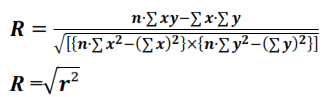 R = n·∑xy−∑x·∑y / √[{n·∑x²−(∑x)²}×{n·∑y²−(∑y)²}]
R =√r²